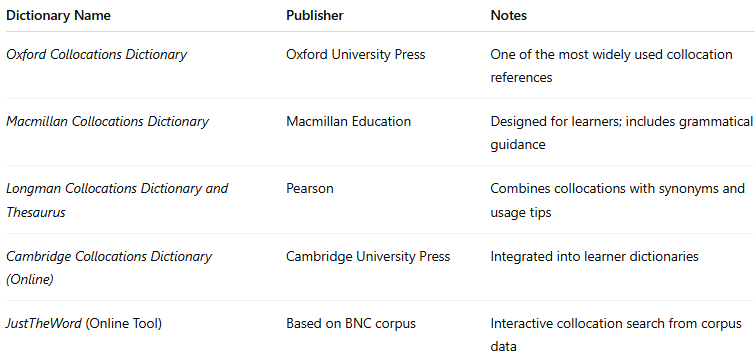 Dictionary Name Publisher Notes
Oxford Collocations Dictionary Oxford University Press One of the most widely used collocation
references
Macmillan Collocations Dictionary Macmillan Education Designed for learners; includes grammatical
guidance
Longman Collocations Dictionary and Pearson Combines collocations with synonyms and
Thesaurus usage tips
Cambridge Collocations Dictionary Cambridge University Press Integrated into learner dictionaries
(Online)
JustTheWord (Online Tool) Based on BNC corpus Interactive collocation search from corpus
data